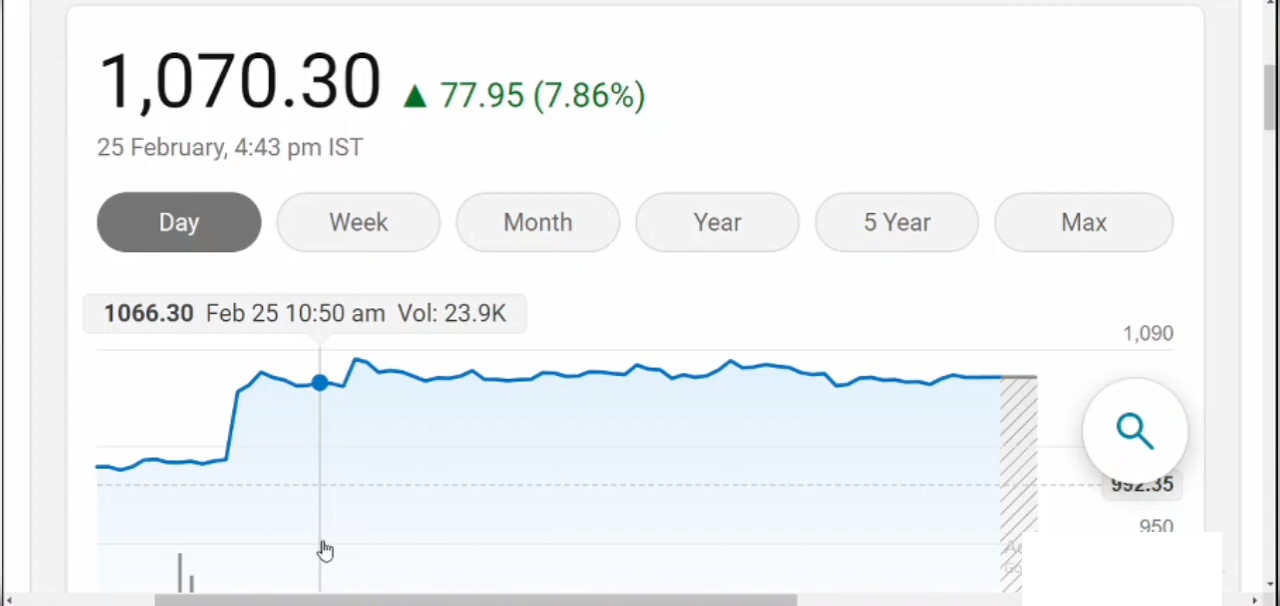 1,070.30 ▲ 77.95 (7.86%)
25 February, 4:43 pm IST
Day Week Month Year 5 Year Max
1066.30 Feb 25 10:50 am Vol: 23.9K
1,090
992.35
950